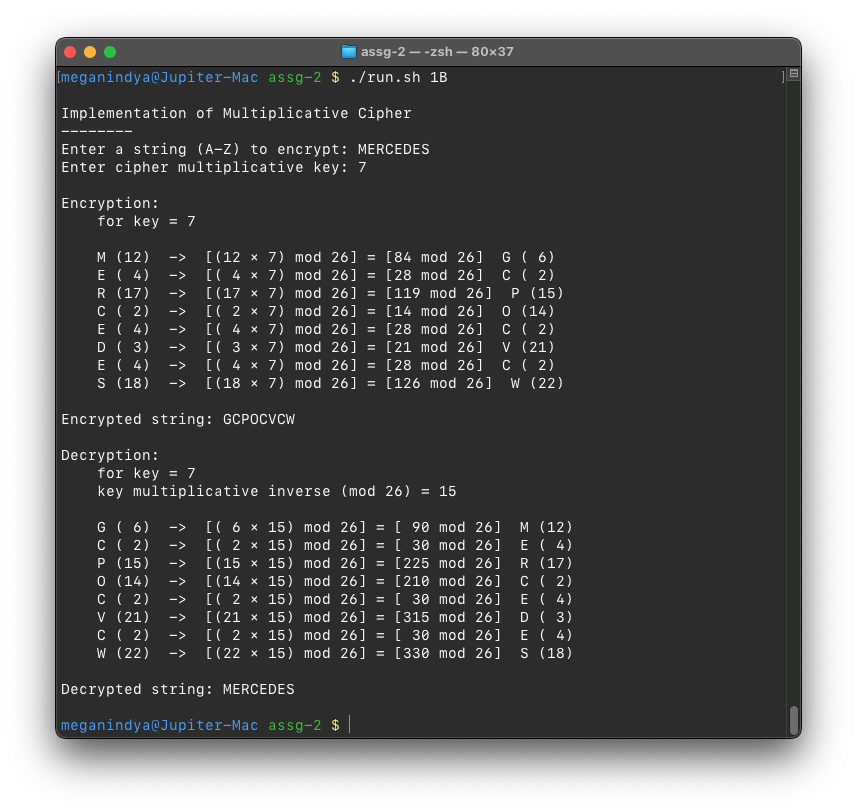 assg-2 — -zsh — 80×37
[meganindya@Jupiter-Mac assg-2 $ ./run.sh 1B ]
Implementation of Multiplicative Cipher
--------
Enter a string (A-Z) to encrypt: MERCEDES
Enter cipher multiplicative key: 7
Encryption:
    for key = 7
    M (12)  ->  [(12 × 7) mod 26] = [84 mod 26]  G ( 6)
    E ( 4)  ->  [( 4 × 7) mod 26] = [28 mod 26]  C ( 2)
    R (17)  ->  [(17 × 7) mod 26] = [119 mod 26]  P (15)
    C ( 2)  ->  [( 2 × 7) mod 26] = [14 mod 26]  O (14)
    E ( 4)  ->  [( 4 × 7) mod 26] = [28 mod 26]  C ( 2)
    D ( 3)  ->  [( 3 × 7) mod 26] = [21 mod 26]  V (21)
    E ( 4)  ->  [( 4 × 7) mod 26] = [28 mod 26]  C ( 2)
    S (18)  ->  [(18 × 7) mod 26] = [126 mod 26]  W (22)
Encrypted string: GCPOCVCW
Decryption:
    for key = 7
    key multiplicative inverse (mod 26) = 15
    G ( 6)  ->  [( 6 × 15) mod 26] = [ 90 mod 26]  M (12)
    C ( 2)  ->  [( 2 × 15) mod 26] = [ 30 mod 26]  E ( 4)
    P (15)  ->  [(15 × 15) mod 26] = [225 mod 26]  R (17)
    O (14)  ->  [(14 × 15) mod 26] = [210 mod 26]  C ( 2)
    C ( 2)  ->  [( 2 × 15) mod 26] = [ 30 mod 26]  E ( 4)
    V (21)  ->  [(21 × 15) mod 26] = [315 mod 26]  D ( 3)
    C ( 2)  ->  [( 2 × 15) mod 26] = [ 30 mod 26]  E ( 4)
    W (22)  ->  [(22 × 15) mod 26] = [330 mod 26]  S (18)
Decrypted string: MERCEDES
meganindya@Jupiter-Mac assg-2 $